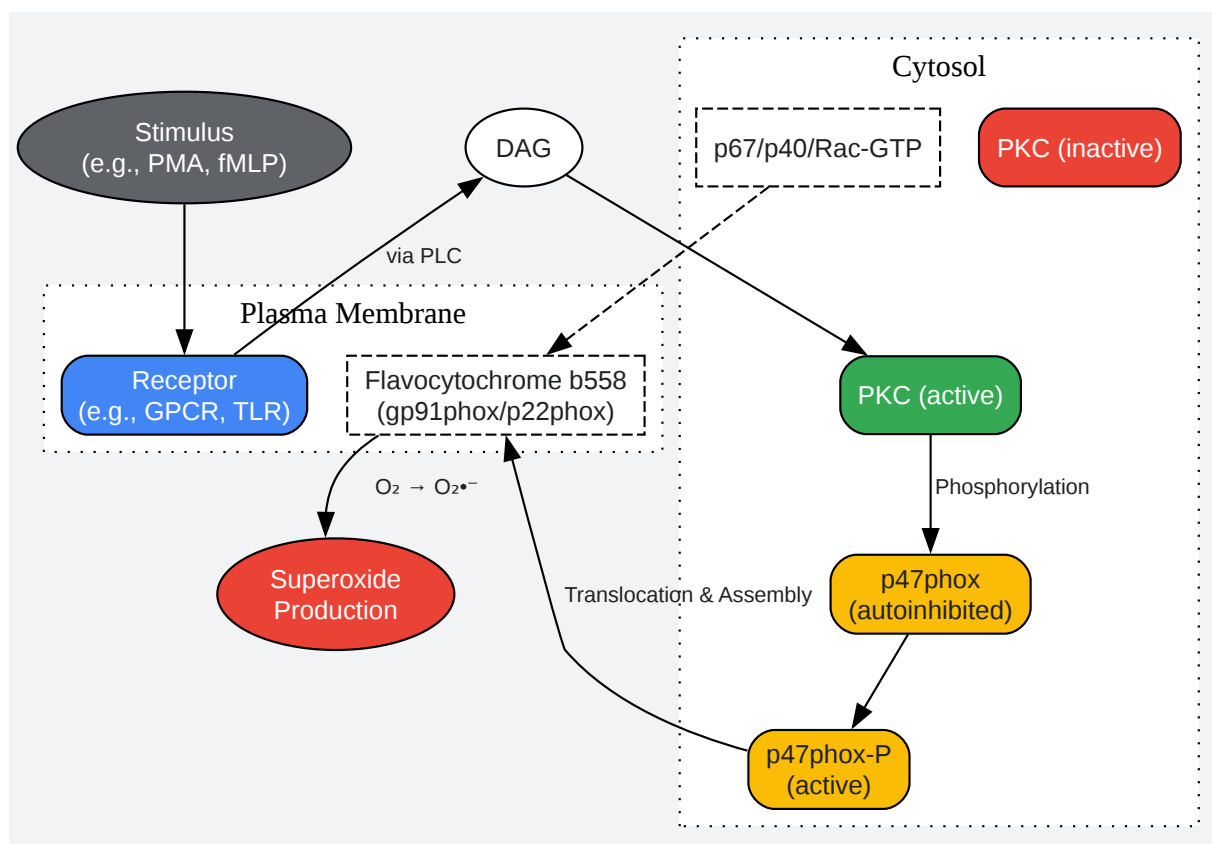 Cytosol
Stimulus
(e.g., PMA, fMLP)
DAG
p67/p40/Rac-GTP
PKC (inactive)
via PLC
Plasma Membrane
Receptor
(e.g., GPCR, TLR)
Flavocytochrome b558
(gp91phox/p22phox)
PKC (active)
O₂ → O₂•⁻
Phosphorylation
Superoxide
Production
Translocation & Assembly
p47phox
(autoinhibited)
p47phox-P
(active)